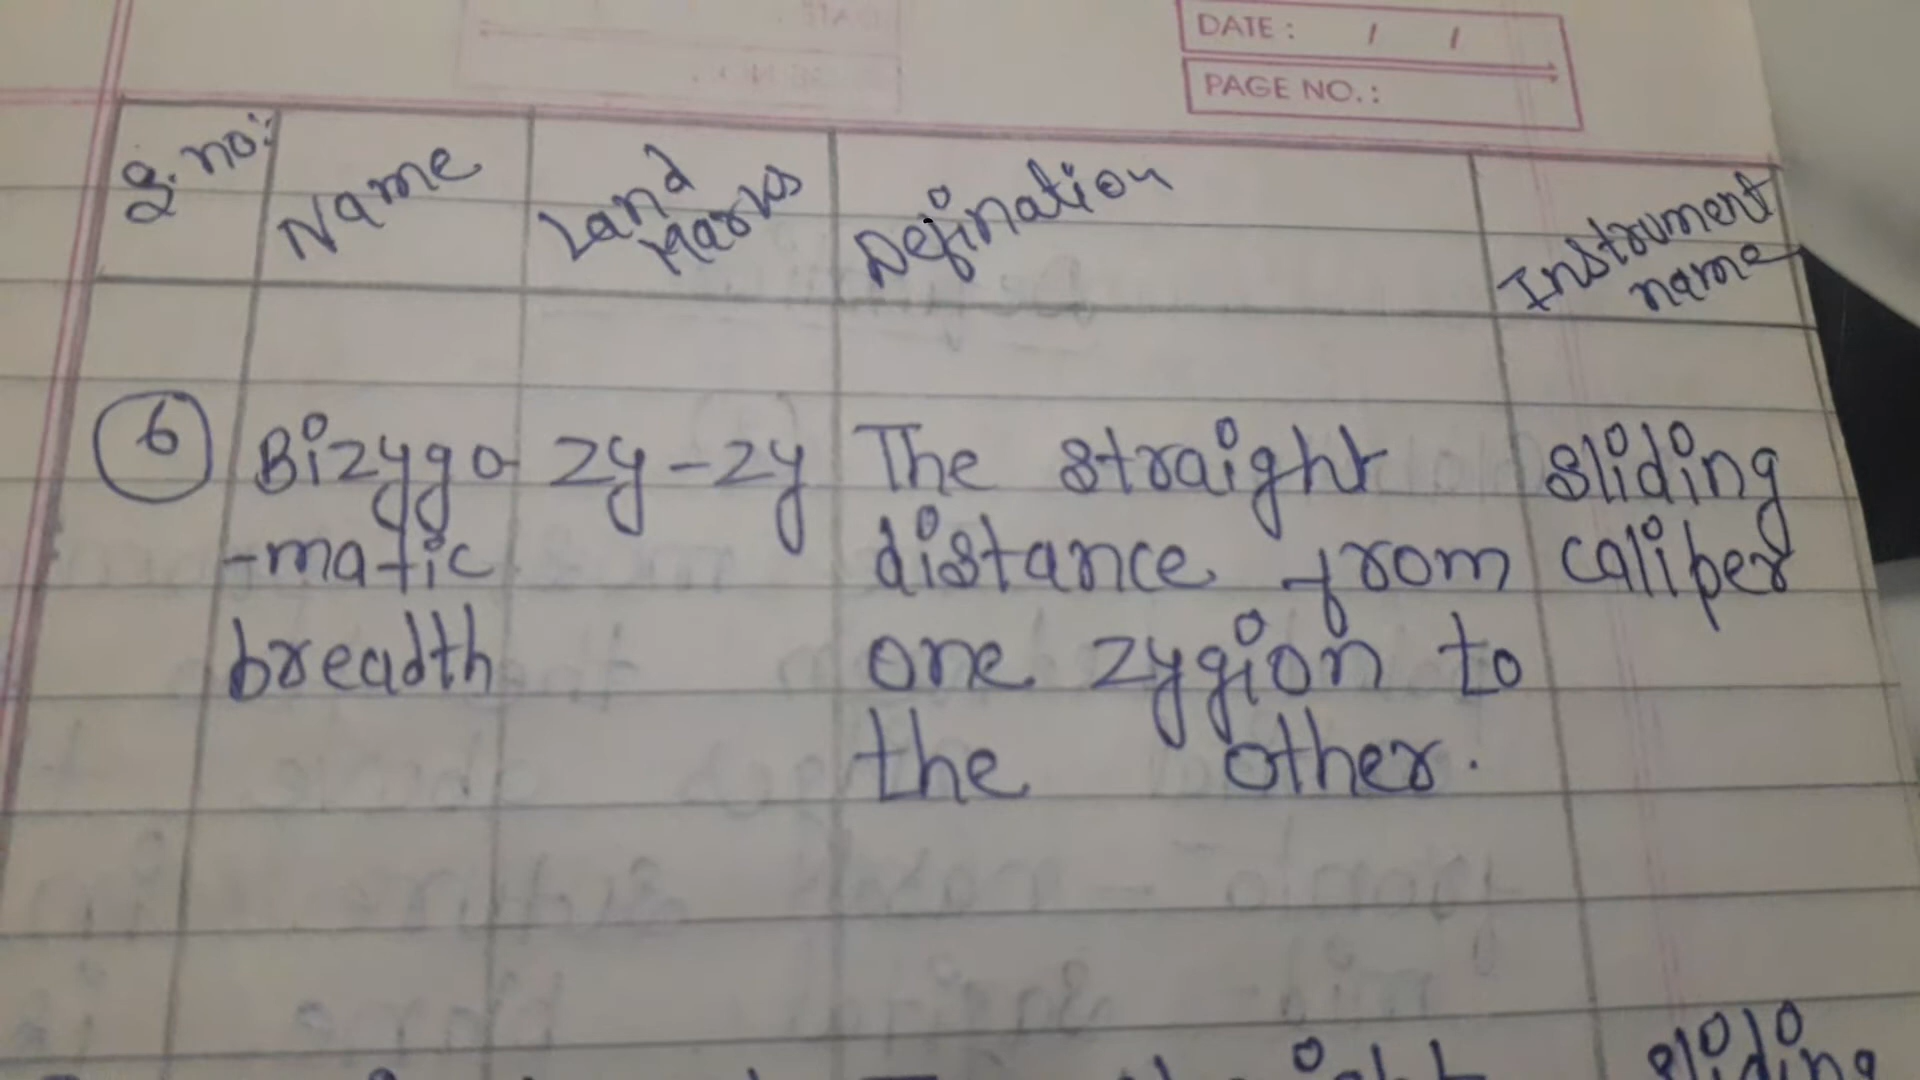 DATE : / /
PAGE NO. :
S. no:
Name
Land
Marks
Defination
Instrument
name
6 Bizygo zy-zy The straight sliding
-matic distance from caliper
breadth one zygion to
the other.
sliding